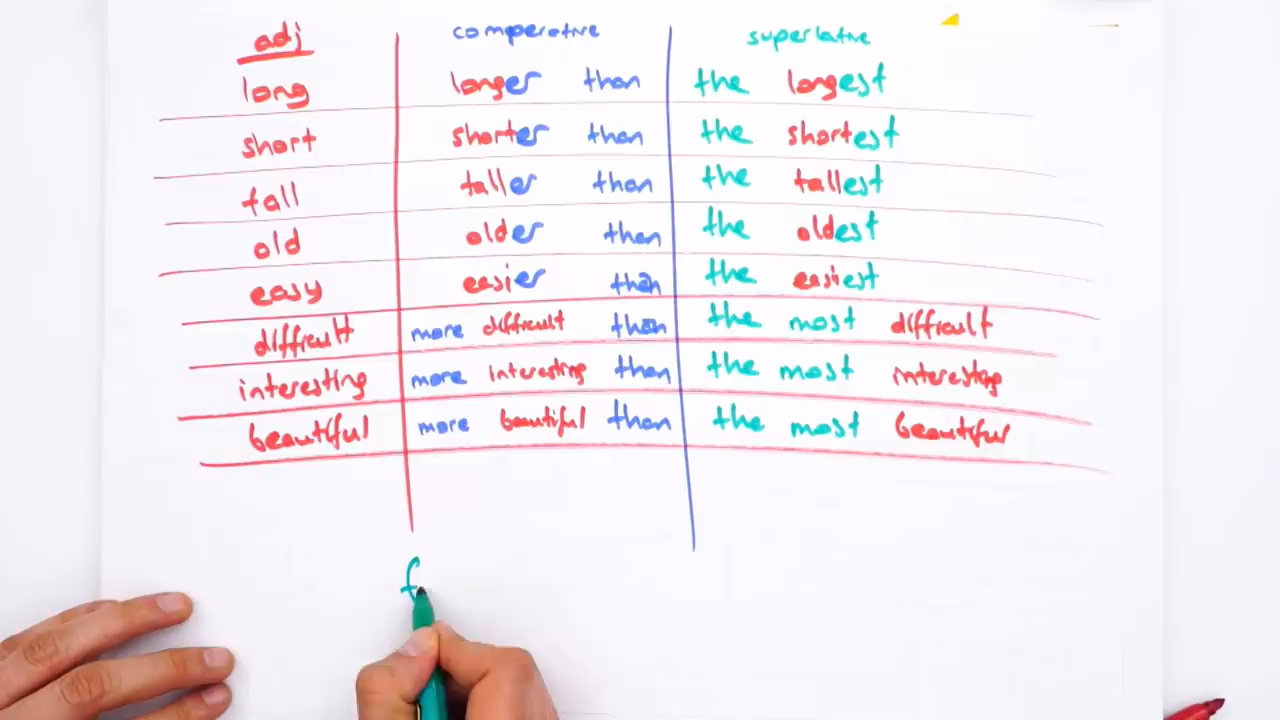 adj comperative superlative
long longer than the longest
short shorter than the shortest
tall taller than the tallest
old older than the oldest
easy easier than the easiest
difficult more difficult than the most difficult
interesting more interesting than the most interesting
beautiful more beautiful than the most beautiful
f